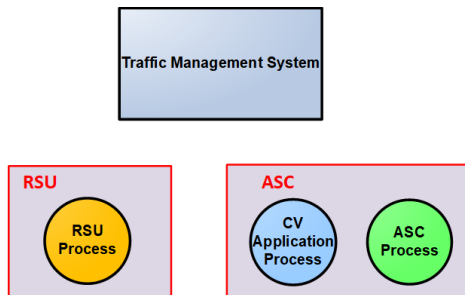 Traffic Management System
RSU
RSU
Process
ASC
CV
Application
Process
ASC
Process